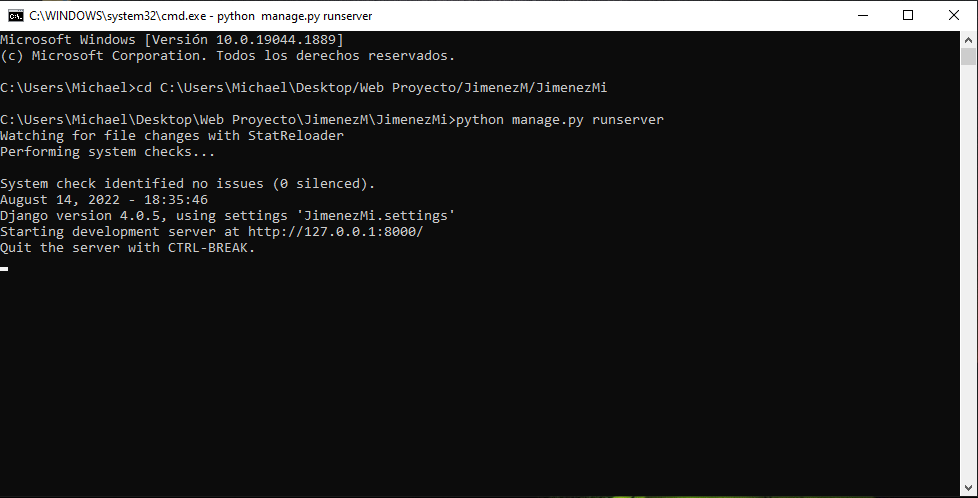 C:\WINDOWS\system32\cmd.exe - python  manage.py runserver
Microsoft Windows [Versión 10.0.19044.1889]
(c) Microsoft Corporation. Todos los derechos reservados.
C:\Users\Michael>cd C:\Users\Michael\Desktop/Web Proyecto/JimenezM/JimenezMi
C:\Users\Michael\Desktop\Web Proyecto\JimenezM\JimenezMi>python manage.py runserver
Watching for file changes with StatReloader
Performing system checks...
System check identified no issues (0 silenced).
August 14, 2022 - 18:35:46
Django version 4.0.5, using settings 'JimenezMi.settings'
Starting development server at http://127.0.0.1:8000/
Quit the server with CTRL-BREAK.